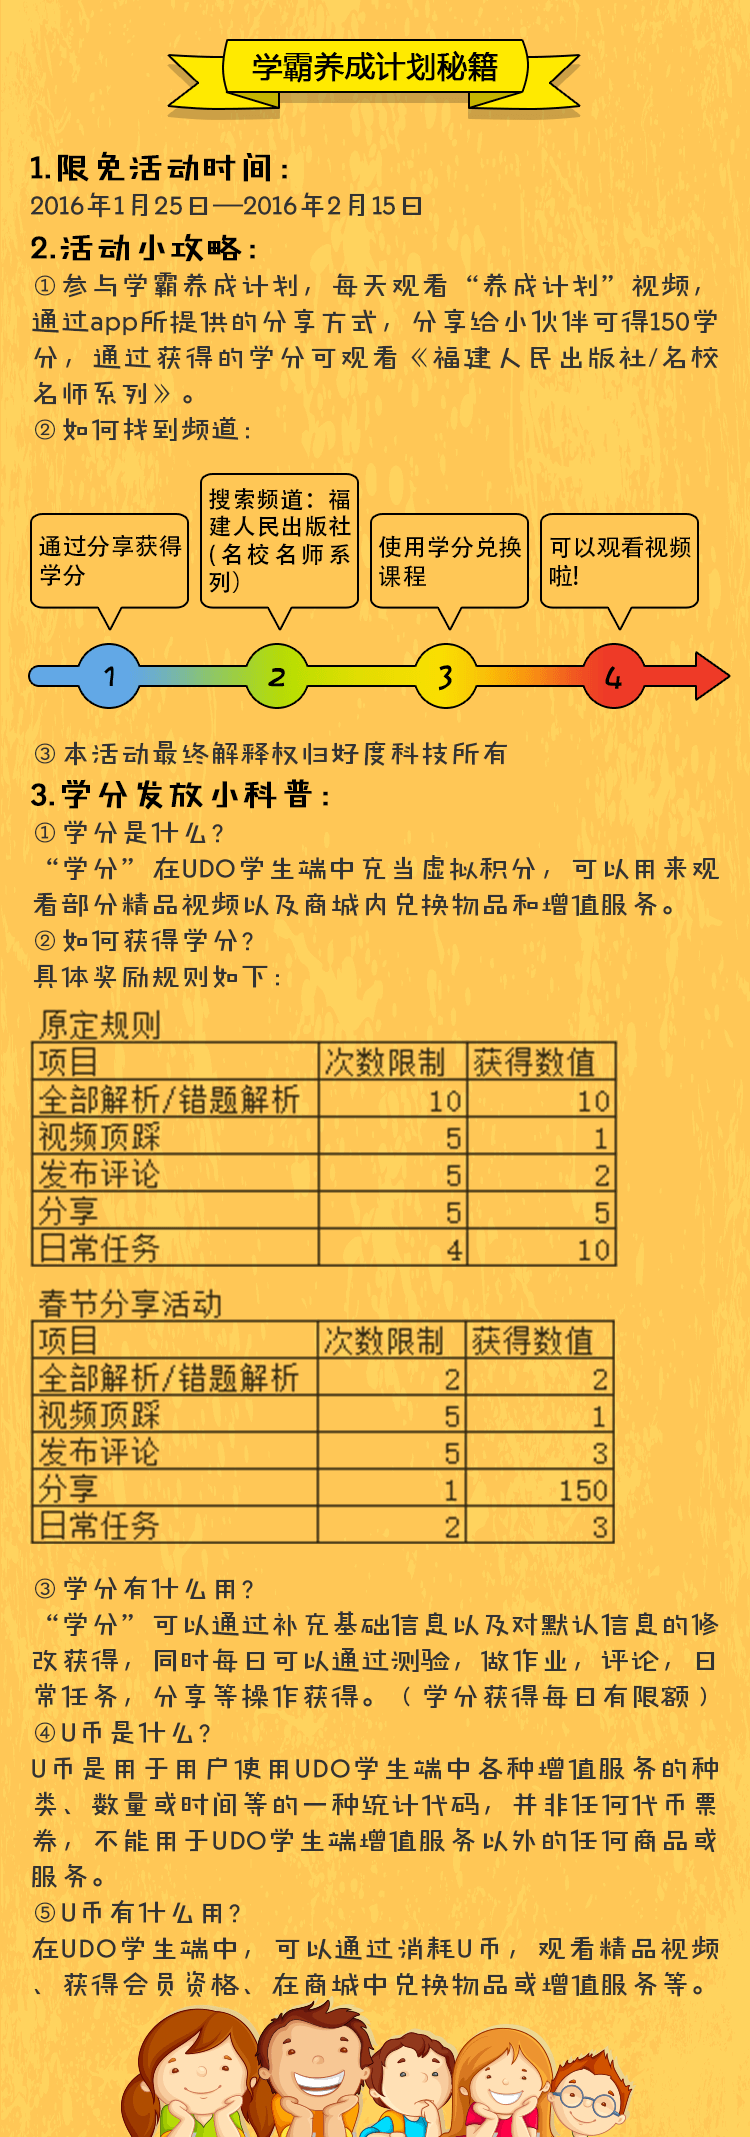 学霸养成计划秘籍
1.限免活动时间：
2016年1月25日—2016年2月15日
2.活动小攻略：
①参与学霸养成计划，每天观看“养成计划”视频，
通过app所提供的分享方式，分享给小伙伴可得150学
分，通过获得的学分可观看《福建人民出版社/名校
名师系列》。
②如何找到频道：
通过分享获得
学分
搜索频道：福
建人民出版社
(名校名师系
列)
使用学分兑换
课程
可以观看视频
啦!
1 2 3 4
③本活动最终解释权归好度科技所有
3.学分发放小科普：
①学分是什么?
“学分”在UDO学生端中充当虚拟积分，可以用来观
看部分精品视频以及商城内兑换物品和增值服务。
②如何获得学分?
具体奖励规则如下：
原定规则
项目 次数限制 获得数值
全部解析/错题解析 10 10
视频顶踩 5 1
发布评论 5 2
分享 5 5
日常任务 4 10
春节分享活动
项目 次数限制 获得数值
全部解析/错题解析 2 2
视频顶踩 5 1
发布评论 5 3
分享 1 150
日常任务 2 3
③学分有什么用?
“学分”可以通过补充基础信息以及对默认信息的修
改获得，同时每日可以通过测验，做作业，评论，日
常任务，分享等操作获得。（学分获得每日有限额）
④U币是什么?
U币是用于用户使用UDO学生端中各种增值服务的种
类、数量或时间等的一种统计代码，并非任何代币票
券，不能用于UDO学生端增值服务以外的任何商品或
服务。
⑤U币有什么用?
在UDO学生端中，可以通过消耗U币，观看精品视频
、获得会员资格、在商城中兑换物品或增值服务等。